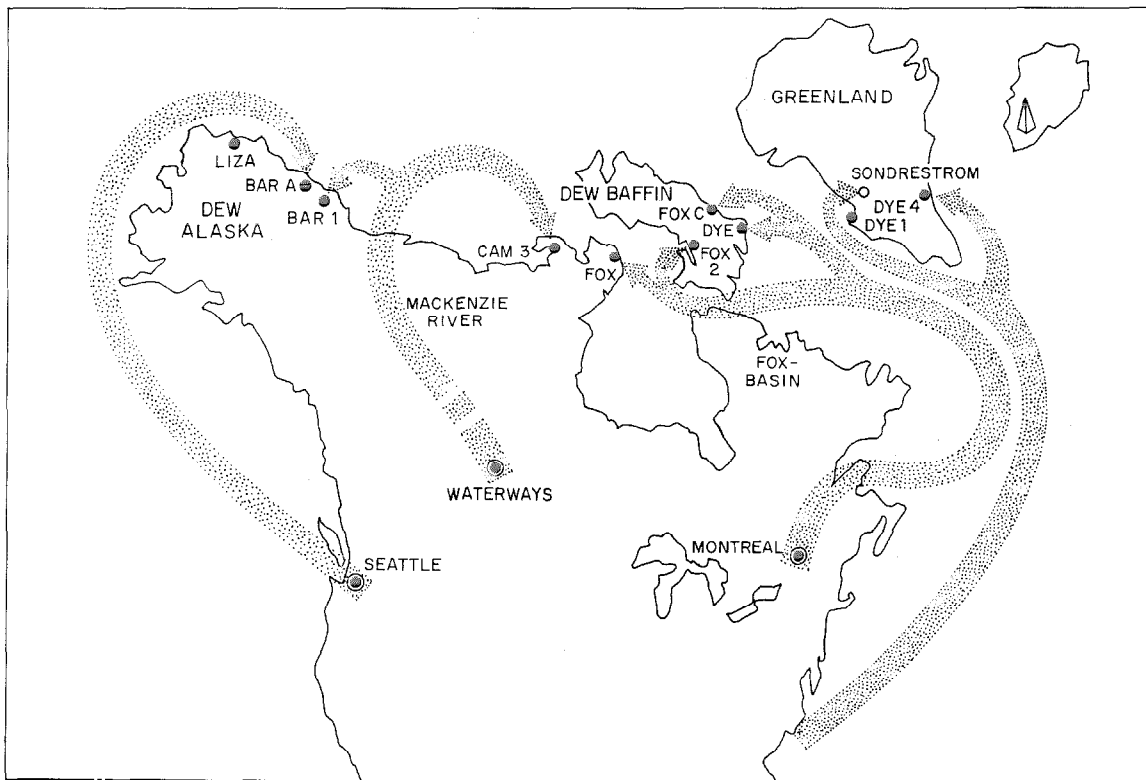 GREENLAND
LIZA
SONDRESTROM
BAR A
DEW BAFFIN
DEW
ALASKA
BAR 1
FOX C
DYE 4
DYE
DYE 1
CAM 3
FOX
FOX
2
MACKENZIE
RIVER
FOX-
BASIN
WATERWAYS
MONTREAL
SEATTLE